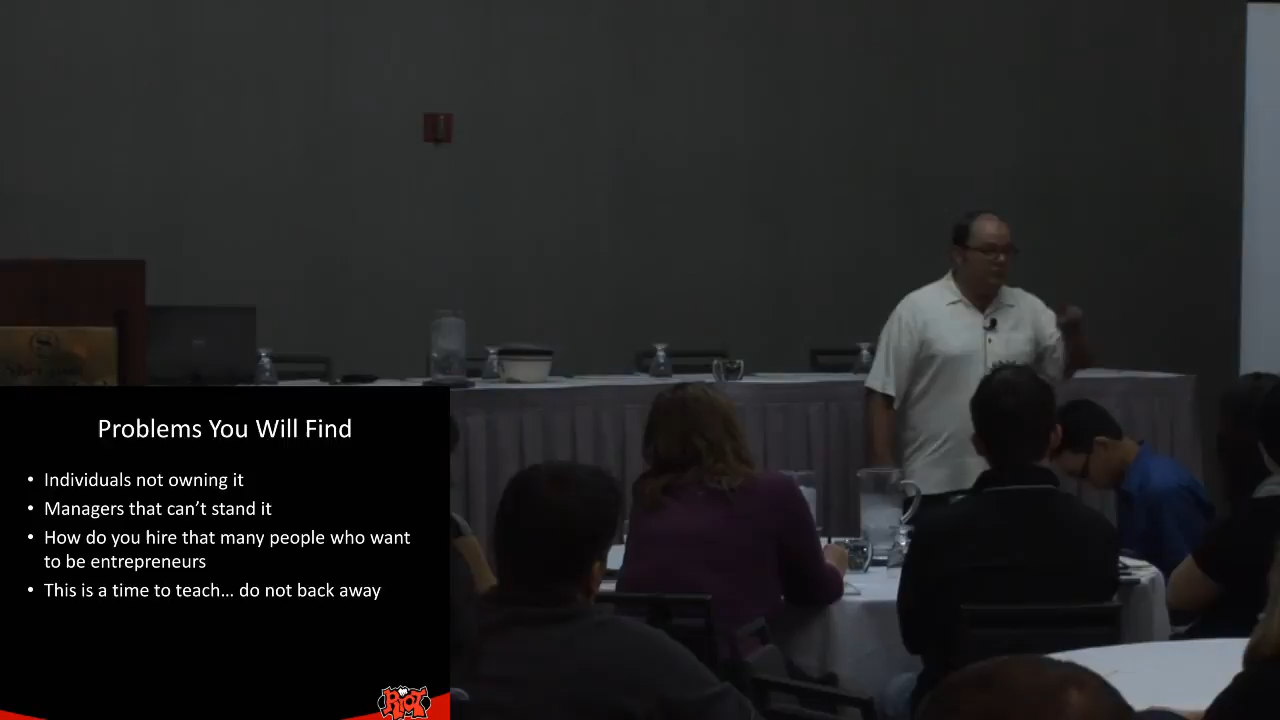 Problems You Will Find
• Individuals not owning it
• Managers that can't stand it
• How do you hire that many people who want
to be entrepreneurs
• This is a time to teach... do not back away
RIOT